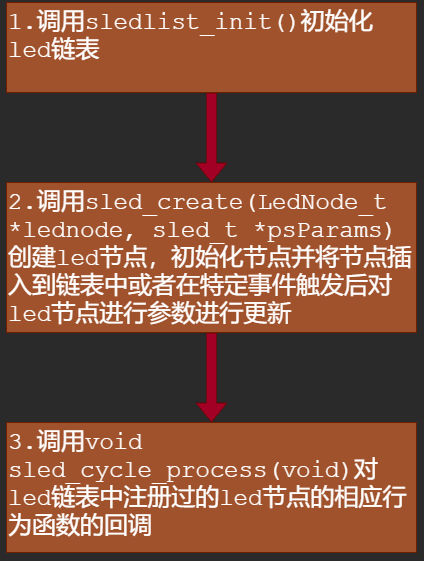 1.调用sledlist_init()初始化
led链表
2.调用sled_create(LedNode_t
*lednode, sled_t *psParams)
创建led节点，初始化节点并将节点插
入到链表中或者在特定事件触发后对
led节点进行参数进行更新
3.调用void
sled_cycle_process(void)对
led链表中注册过的led节点的相应行
为函数的回调